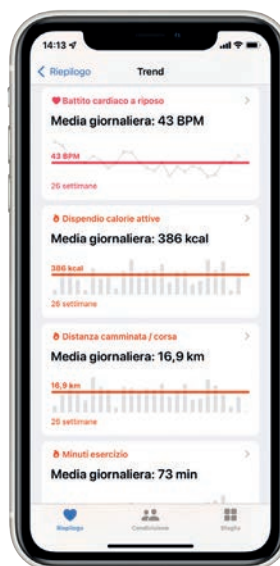 14:13
Riepilogo
Trend
Battito cardiaco a riposo
Media giornaliera: 43 BPM
43 BPM
26 settimane
Dispendio calorie attive
Media giornaliera: 386 kcal
386 kcal
26 settimane
Distanza camminata / corsa
Media giornaliera: 16,9 km
16,9 km
26 settimane
Minuti esercizio
Media giornaliera: 73 min
Riepilogo
Condivisione
Sfoglia